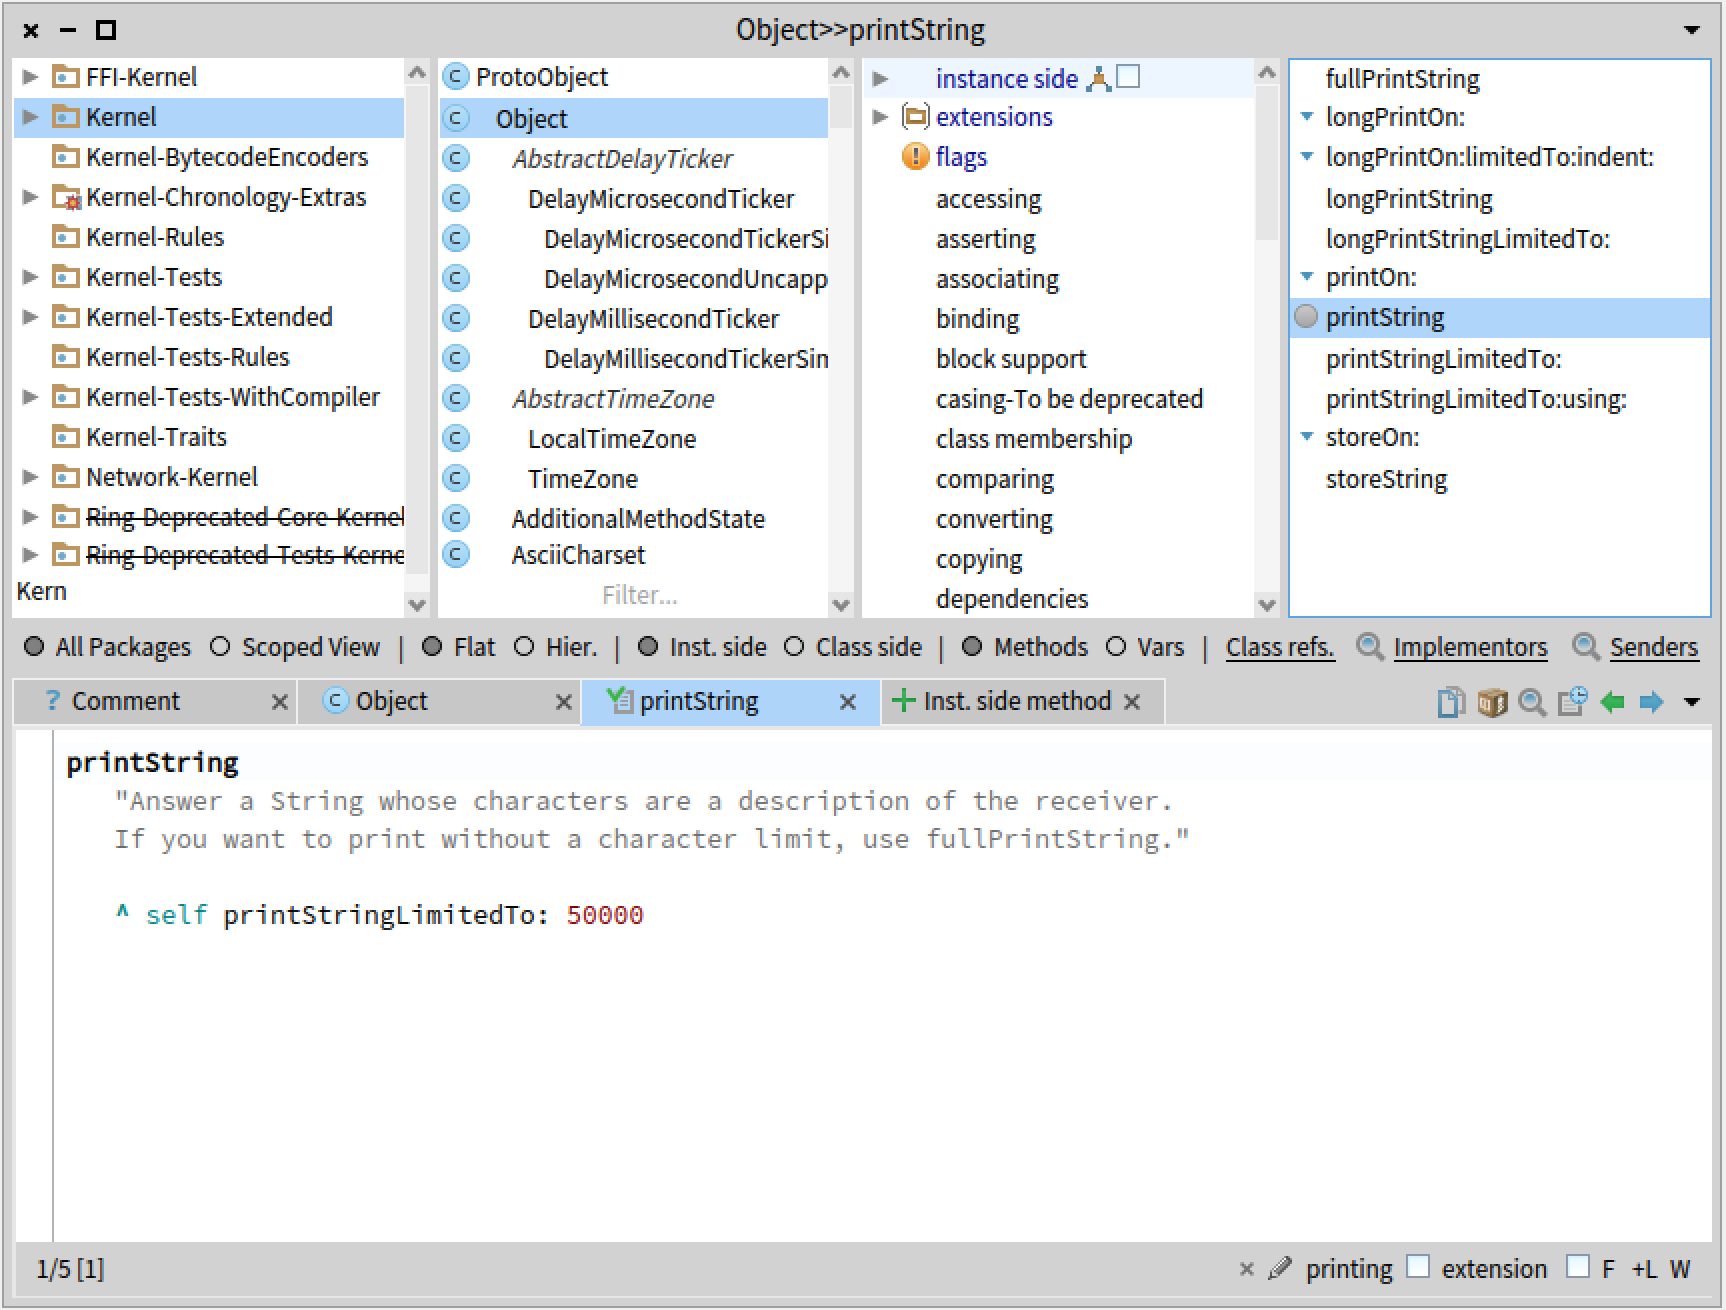 Object>>printString
FFI-Kernel
Kernel
Kernel-BytecodeEncoders
Kernel-Chronology-Extras
Kernel-Rules
Kernel-Tests
Kernel-Tests-Extended
Kernel-Tests-Rules
Kernel-Tests-WithCompiler
Kernel-Traits
Network-Kernel
Ring-Deprecated-Core-Kernel
Ring-Deprecated-Tests-Kerne
Kern
ProtoObject
Object
AbstractDelayTicker
DelayMicrosecondTicker
DelayMicrosecondTickerSi
DelayMicrosecondUncapp
DelayMillisecondTicker
DelayMillisecondTickerSim
AbstractTimeZone
LocalTimeZone
TimeZone
AdditionalMethodState
AsciiCharset
Filter...
instance side
extensions
flags
accessing
asserting
associating
binding
block support
casing-To be deprecated
class membership
comparing
converting
copying
dependencies
fullPrintString
longPrintOn:
longPrintOn:limitedTo:indent:
longPrintString
longPrintStringLimitedTo:
printOn:
printString
printStringLimitedTo:
printStringLimitedTo:using:
storeOn:
storeString
All Packages Scoped View | Flat Hier. | Inst. side Class side | Methods Vars | Class refs. Implementors Senders
? Comment Object printString Inst. side method
printString
"Answer a String whose characters are a description of the receiver.
If you want to print without a character limit, use fullPrintString."
^ self printStringLimitedTo: 50000
1/5 [1] printing extension F +L W